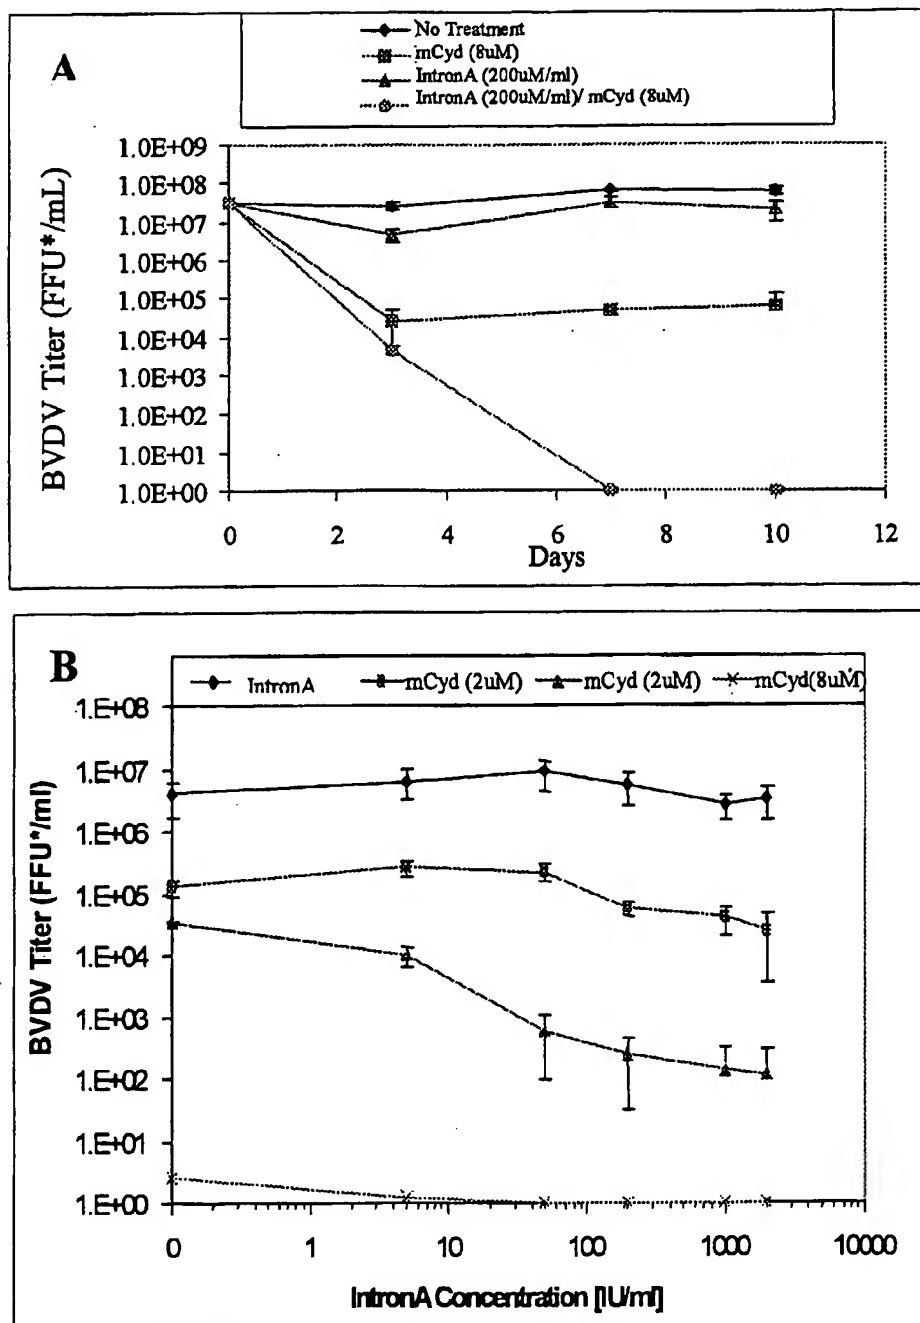 A
No Treatment
mCyd (8uM)
IntronA (200uM/ml)
IntronA (200uM/ml)/ mCyd (8uM)
BVDV Titer (FFU*/mL)
1.0E+09
1.0E+08
1.0E+07
1.0E+06
1.0E+05
1.0E+04
1.0E+03
1.0E+02
1.0E+01
1.0E+00
0 2 4 6 8 10 12
Days
B
IntronA mCyd (2uM) mCyd (2uM) mCyd(8uM)
BVDV Titer (FFU*/ml)
1.E+08
1.E+07
1.E+06
1.E+05
1.E+04
1.E+03
1.E+02
1.E+01
1.E+00
0 1 10 100 1000 10000
IntronA Concentration [IU/ml]